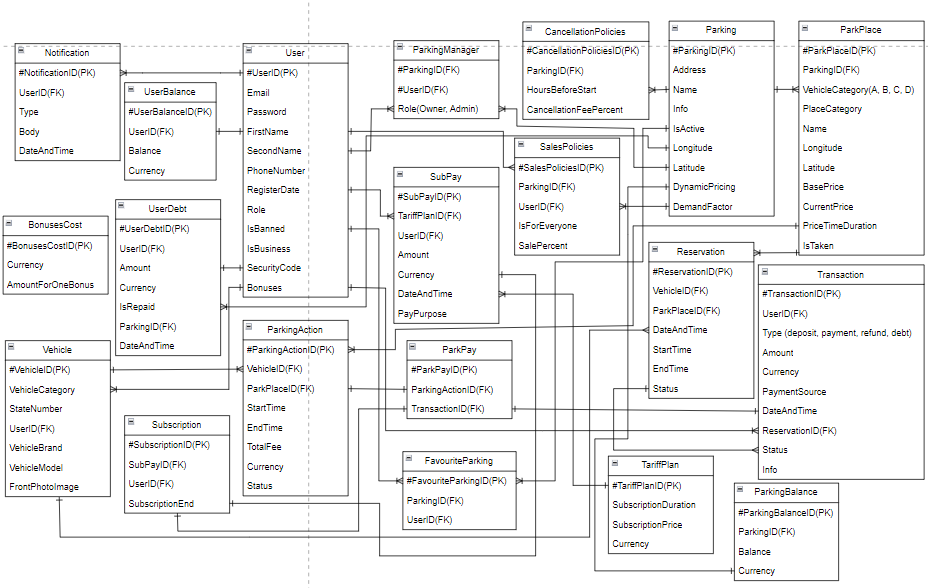 Notification
#NotificationID(PK)
UserID(FK)
Type
Body
DateAndTime
UserBalance
#UserBalanceID(PK)
UserID(FK)
Balance
Currency
BonusesCost
#BonusesCostID(PK)
Currency
AmountForOneBonus
UserDebt
#UserDebtID(PK)
UserID(FK)
Amount
Currency
IsRepaid
ParkingID(FK)
DateAndTime
Vehicle
#VehicleID(PK)
VehicleCategory
StateNumber
UserID(FK)
VehicleBrand
VehicleModel
FrontPhotoImage
Subscription
#SubscriptionID(PK)
SubPayID(FK)
UserID(FK)
SubscriptionEnd
User
#UserID(PK)
Email
Password
FirstName
SecondName
PhoneNumber
RegisterDate
Role
IsBanned
IsBusiness
SecurityCode
Bonuses
ParkingAction
#ParkingActionID(PK)
VehicleID(FK)
ParkPlaceID(FK)
StartTime
EndTime
TotalFee
Currency
Status
ParkingManager
#ParkingID(FK)
#UserID(FK)
Role(Owner, Admin)
SubPay
#SubPayID(PK)
TariffPlanID(FK)
UserID(FK)
Amount
Currency
DateAndTime
PayPurpose
ParkPay
#ParkPayID(PK)
ParkingActionID(FK)
TransactionID(FK)
FavouriteParking
#FavouriteParkingID(PK)
ParkingID(FK)
UserID(FK)
CancellationPolicies
#CancellationPoliciesID(PK)
ParkingID(FK)
HoursBeforeStart
CancellationFeePercent
SalesPolicies
#SalesPoliciesID(PK)
ParkingID(FK)
UserID(FK)
IsForEveryone
SalePercent
Parking
#ParkingID(PK)
Address
Name
Info
IsActive
Longitude
Latitude
DynamicPricing
DemandFactor
Reservation
#ReservationID(PK)
VehicleID(FK)
ParkPlaceID(FK)
DateAndTime
StartTime
EndTime
Status
TariffPlan
#TariffPlanID(PK)
SubscriptionDuration
SubscriptionPrice
Currency
ParkPlace
#ParkPlaceID(PK)
ParkingID(FK)
VehicleCategory(A, B, C, D)
PlaceCategory
Name
Longitude
Latitude
BasePrice
CurrentPrice
PriceTimeDuration
IsTaken
Transaction
#TransactionID(PK)
UserID(FK)
Type (deposit, payment, refund, debt)
Amount
Currency
PaymentSource
DateAndTime
ReservationID(FK)
Status
Info
ParkingBalance
#ParkingBalanceID(PK)
ParkingID(FK)
Balance
Currency